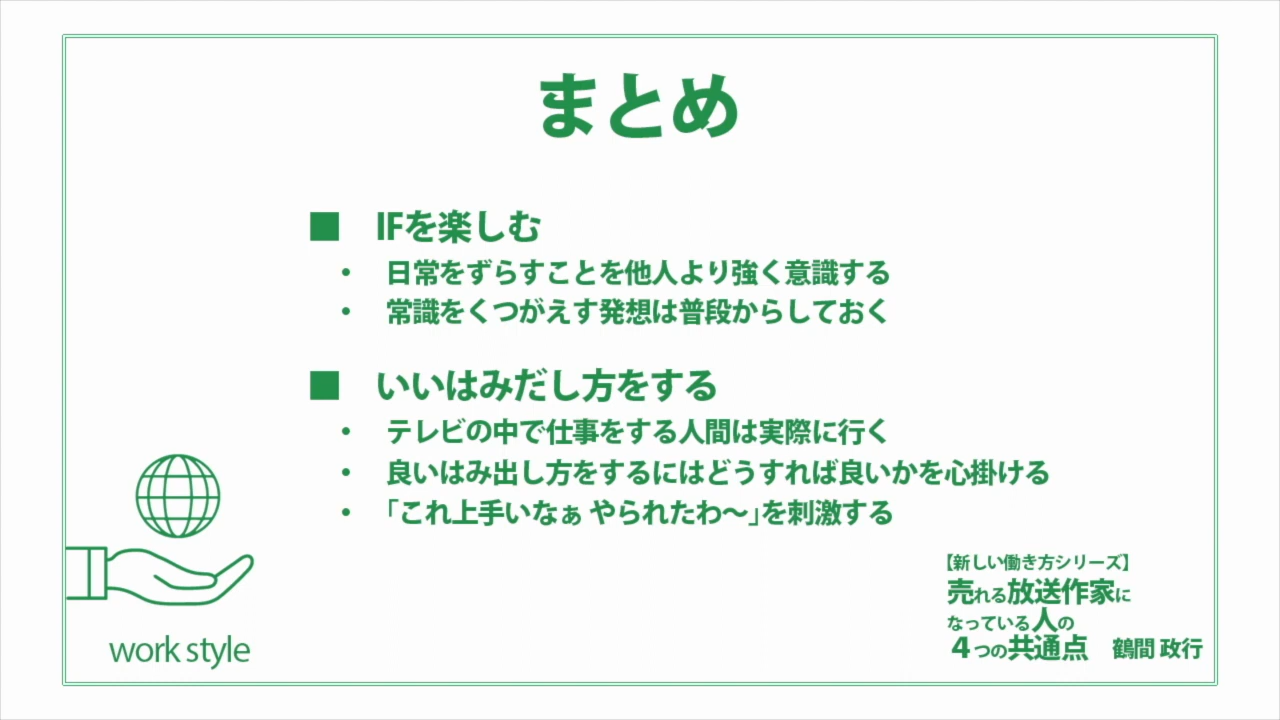 まとめ
■ IFを楽しむ
• 日常をずらすことを他人より強く意識する
• 常識をくつがえす発想は普段からしておく
■ いいはみだし方をする
• テレビの中で仕事をする人間は実際に行く
• 良いはみ出し方をするにはどうすれば良いかを心掛ける
• 「これ上手いなぁ やられたわ～」を刺激する
work style
【新しい働き方シリーズ】
売れる放送作家に
なっている人の
４つの共通点 鶴間 政行